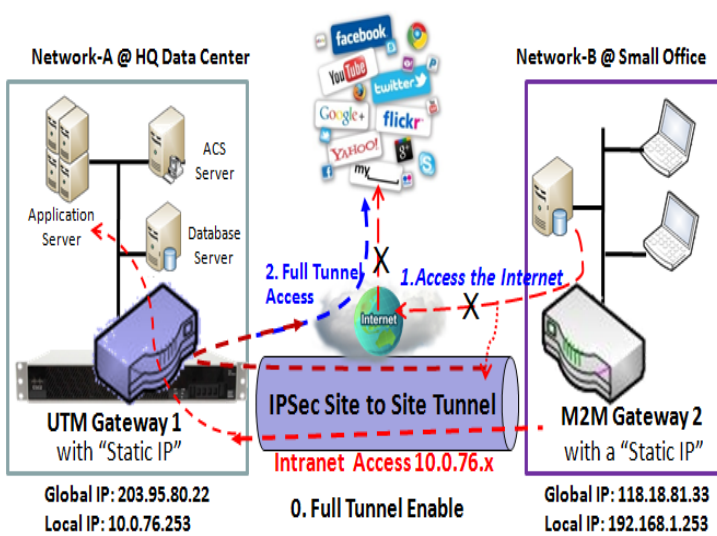 Network-A @ HQ Data Center
Network-B @ Small Office
facebook
YouTube
twitter
Google+
flickr
YAHOO!
g+
my
ACS
Server
Application
Server
Database
Server
2. Full Tunnel
Access
1.Access the Internet
X
X
Internet
IPSec Site to Site Tunnel
UTM Gateway 1
with “Static IP”
M2M Gateway 2
with a “Static IP”
Intranet Access 10.0.76.x
Global IP: 203.95.80.22
Local IP: 10.0.76.253
0. Full Tunnel Enable
Global IP: 118.18.81.33
Local IP: 192.168.1.253